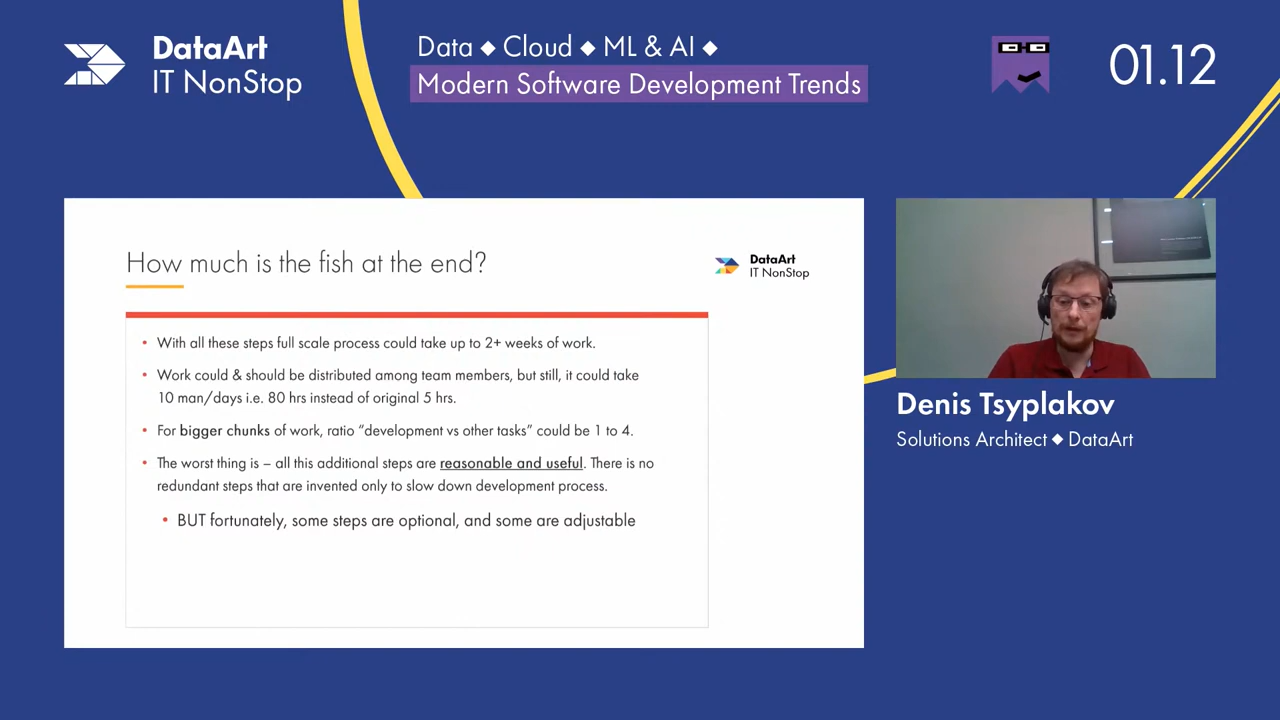 DataArt
IT NonStop
Data ◆ Cloud ◆ ML & AI ◆
Modern Software Development Trends
01.12
How much is the fish at the end?
DataArt
IT NonStop
• With all these steps full scale process could take up to 2+ weeks of work.
• Work could & should be distributed among team members, but still, it could take
10 man/days i.e. 80 hrs instead of original 5 hrs.
• For bigger chunks of work, ratio “development vs other tasks” could be 1 to 4.
• The worst thing is – all this additional steps are reasonable and useful. There is no
redundant steps that are invented only to slow down development process.
• BUT fortunately, some steps are optional, and some are adjustable
Denis Tsyplakov
Solutions Architect ◆ DataArt